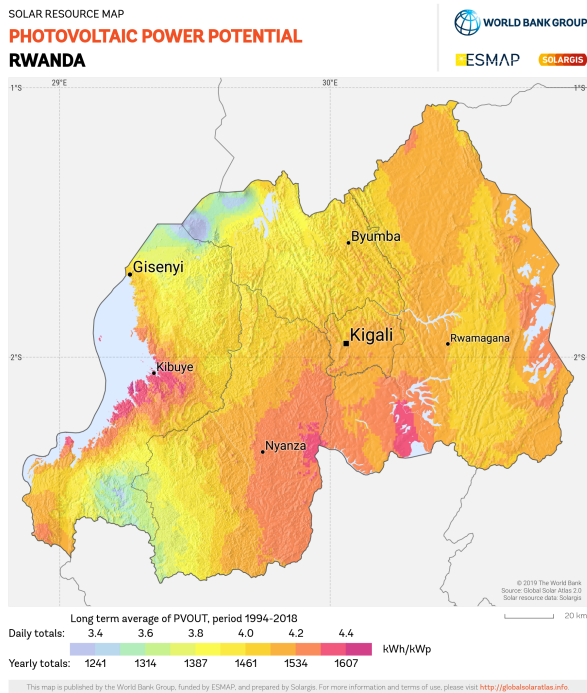 SOLAR RESOURCE MAP
PHOTOVOLTAIC POWER POTENTIAL
RWANDA
WORLD BANK GROUP
ESMAP
SOLARGIS
29°E
30°E
1°S
1°S
Byumba
Gisenyi
Kigali
Rwamagana
2°S
2°S
Kibuye
Nyanza
© 2019 The World Bank
Source: Global Solar Atlas 2.0
Solar resource data: Solargis
20 km
Long term average of PVOUT, period 1994-2018
Daily totals: 3.4 3.6 3.8 4.0 4.2 4.4
kWh/kWp
Yearly totals: 1241 1314 1387 1461 1534 1607
This map is published by the World Bank Group, funded by ESMAP, and prepared by Solargis. For more information and terms of use, please visit http://globalsolaratlas.info.